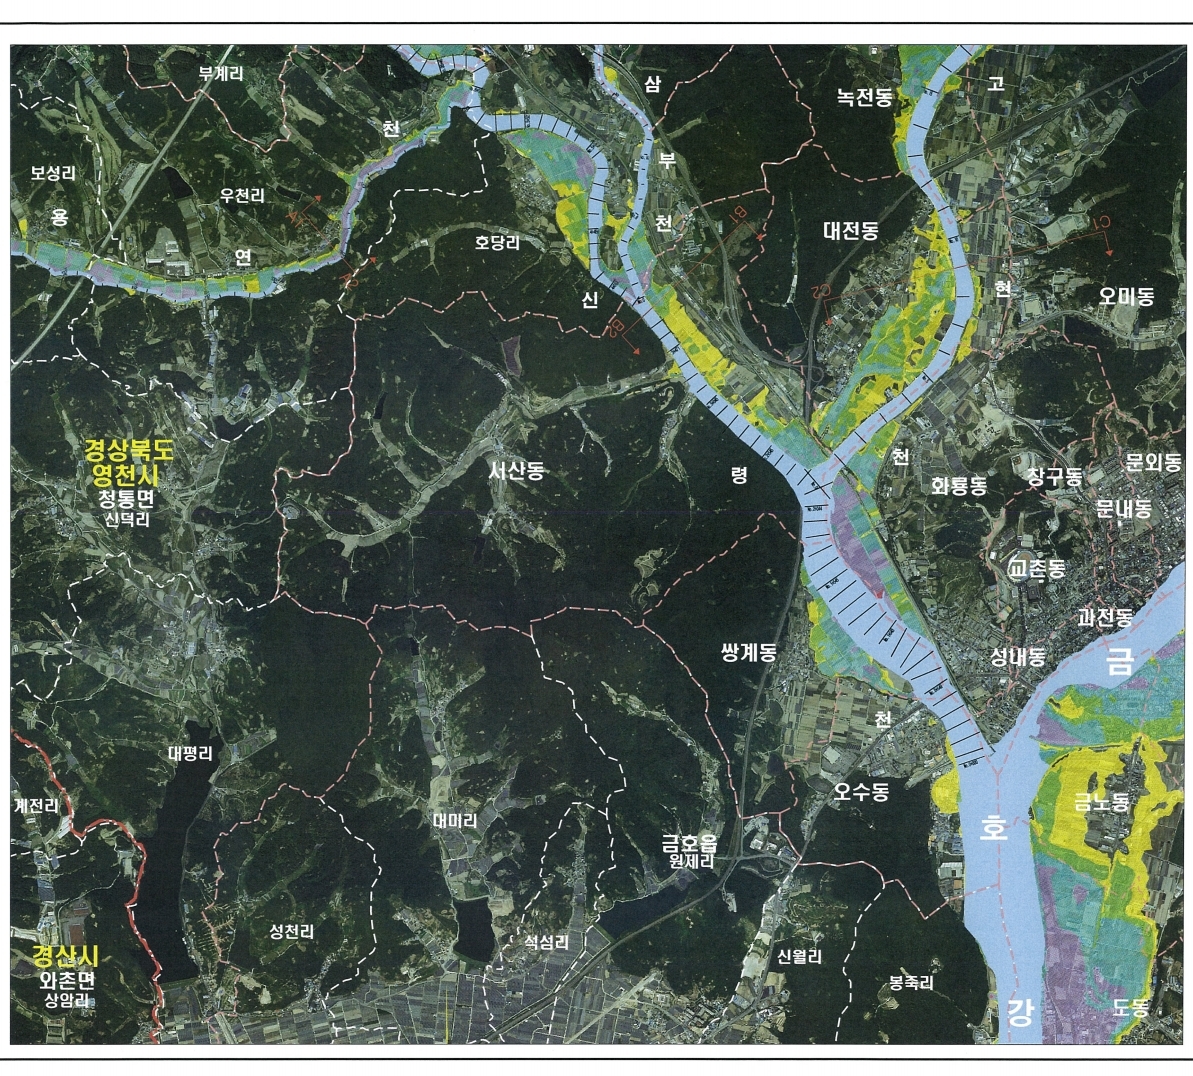 부계리
삼
고
녹전동
천
부
보성리
우천리
용
천
대전동
호당리
연
B1
C1
신
C2
현
오미동
B2
경상북도
영천시
청통면
신덕리
서산동
령
천
화룡동
창구동
문외동
문내동
교촌동
과전동
쌍계동
성내동
금
천
대평리
계전리
오수동
금노동
대미리
호
금호읍
원제리
성천리
석섬리
경산시
와촌면
상암리
신월리
봉죽리
강
도동